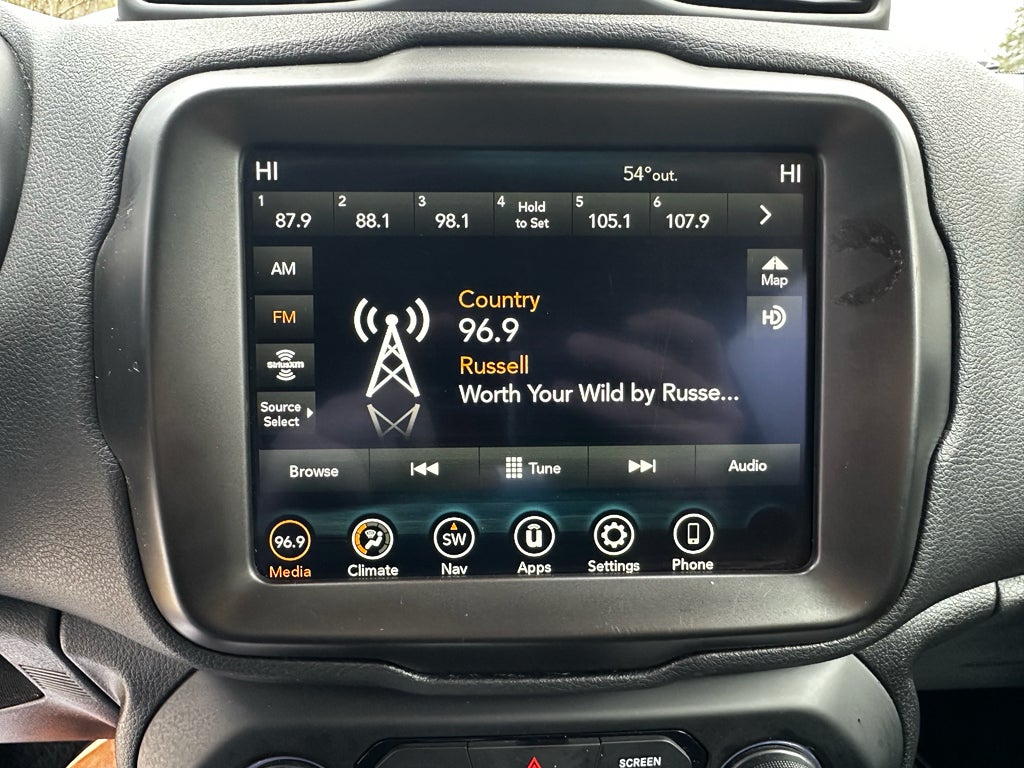 HI 54°out. HI
1 87.9 2 88.1 3 98.1 4 Hold to Set 5 105.1 6 107.9
AM
Map
Country
FM
96.9
HD
siriusxm
Russell
Worth Your Wild by Russe...
Source
Select
Browse Tune Audio
96.9 SW u
Media Climate Nav Apps Settings Phone
SCREEN